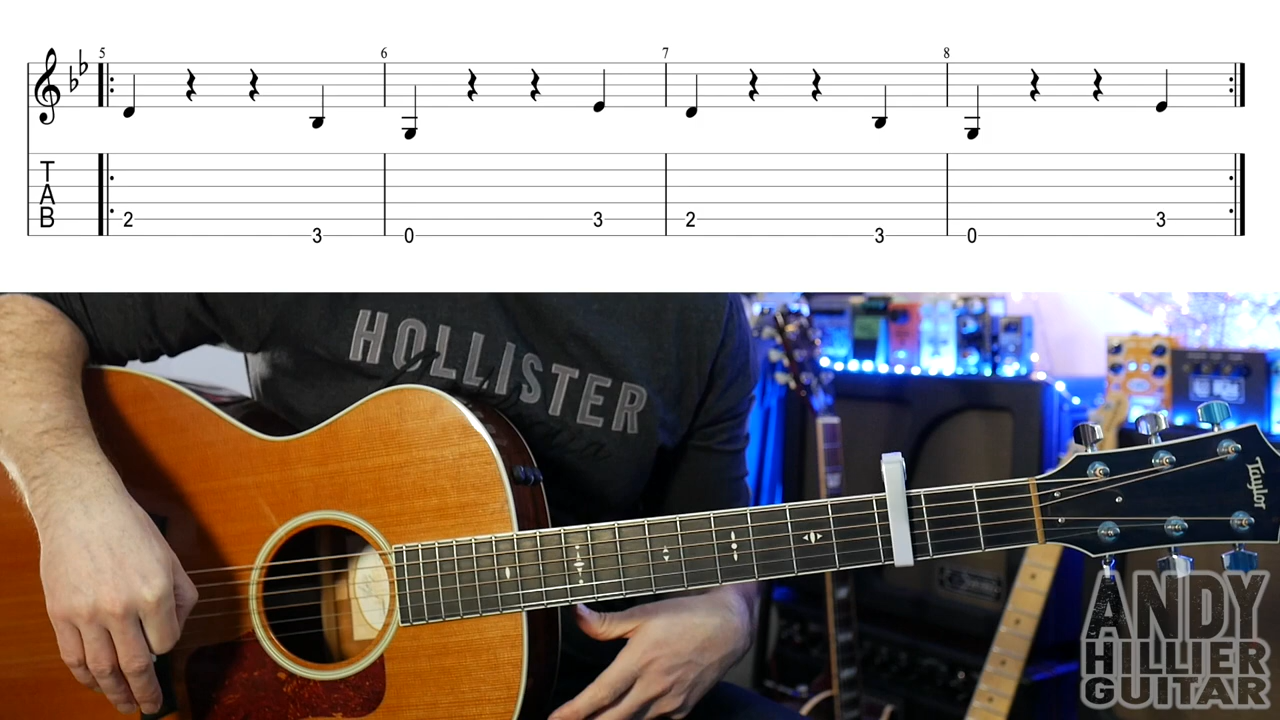 5 6 7 8
T
A
B
2 3 0 3 2 3 0 3
HOLLISTER
Taylor
ANDY
HILLIER
GUITAR